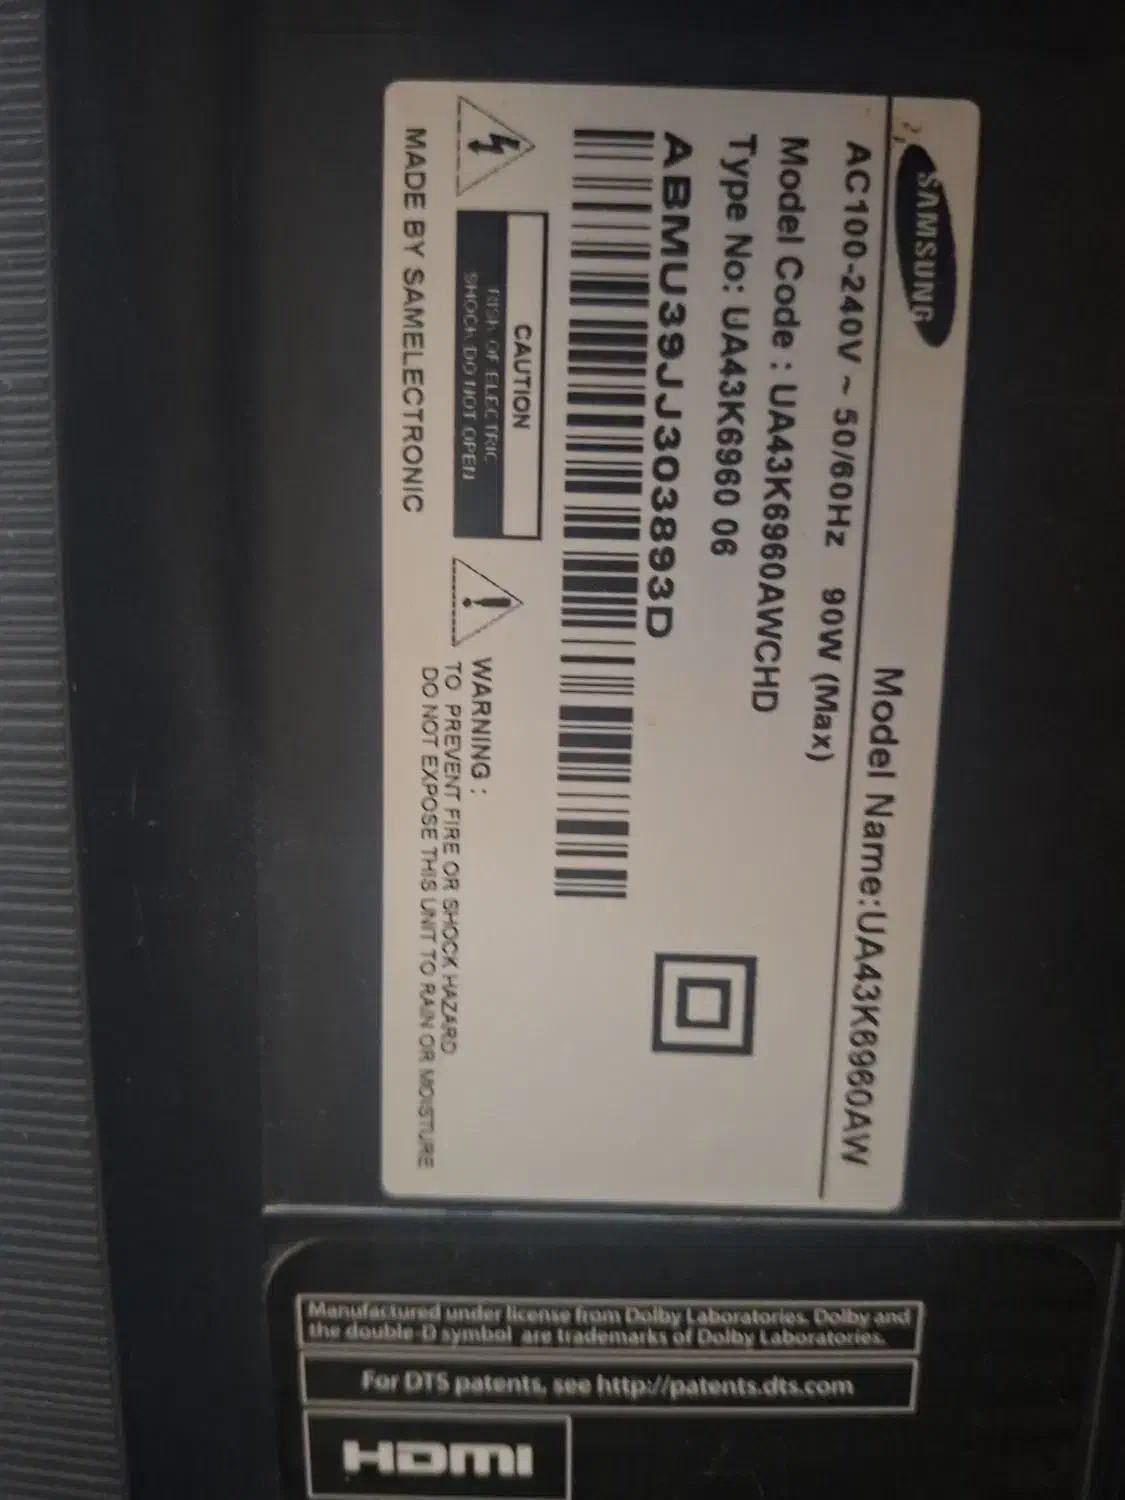 SAMSUNG
Model Name:UA43K6960AW
AC100-240V ~ 50/60Hz 90W (Max)
Model Code : UA43K6960AWCHD
Type No: UA43K6960 06
ABMU39JJ303893D
CAUTION
RISK OF ELECTRIC
SHOCK DO NOT OPEN
WARNING :
TO PREVENT FIRE OR SHOCK HAZARD
DO NOT EXPOSE THIS UNIT TO RAIN OR MOISTURE
MADE BY SAMELECTRONIC
Manufactured under license from Dolby Laboratories. Dolby and
the double-D symbol are trademarks of Dolby Laboratories.
For DTS patents, see http://patents.dts.com
HDMI